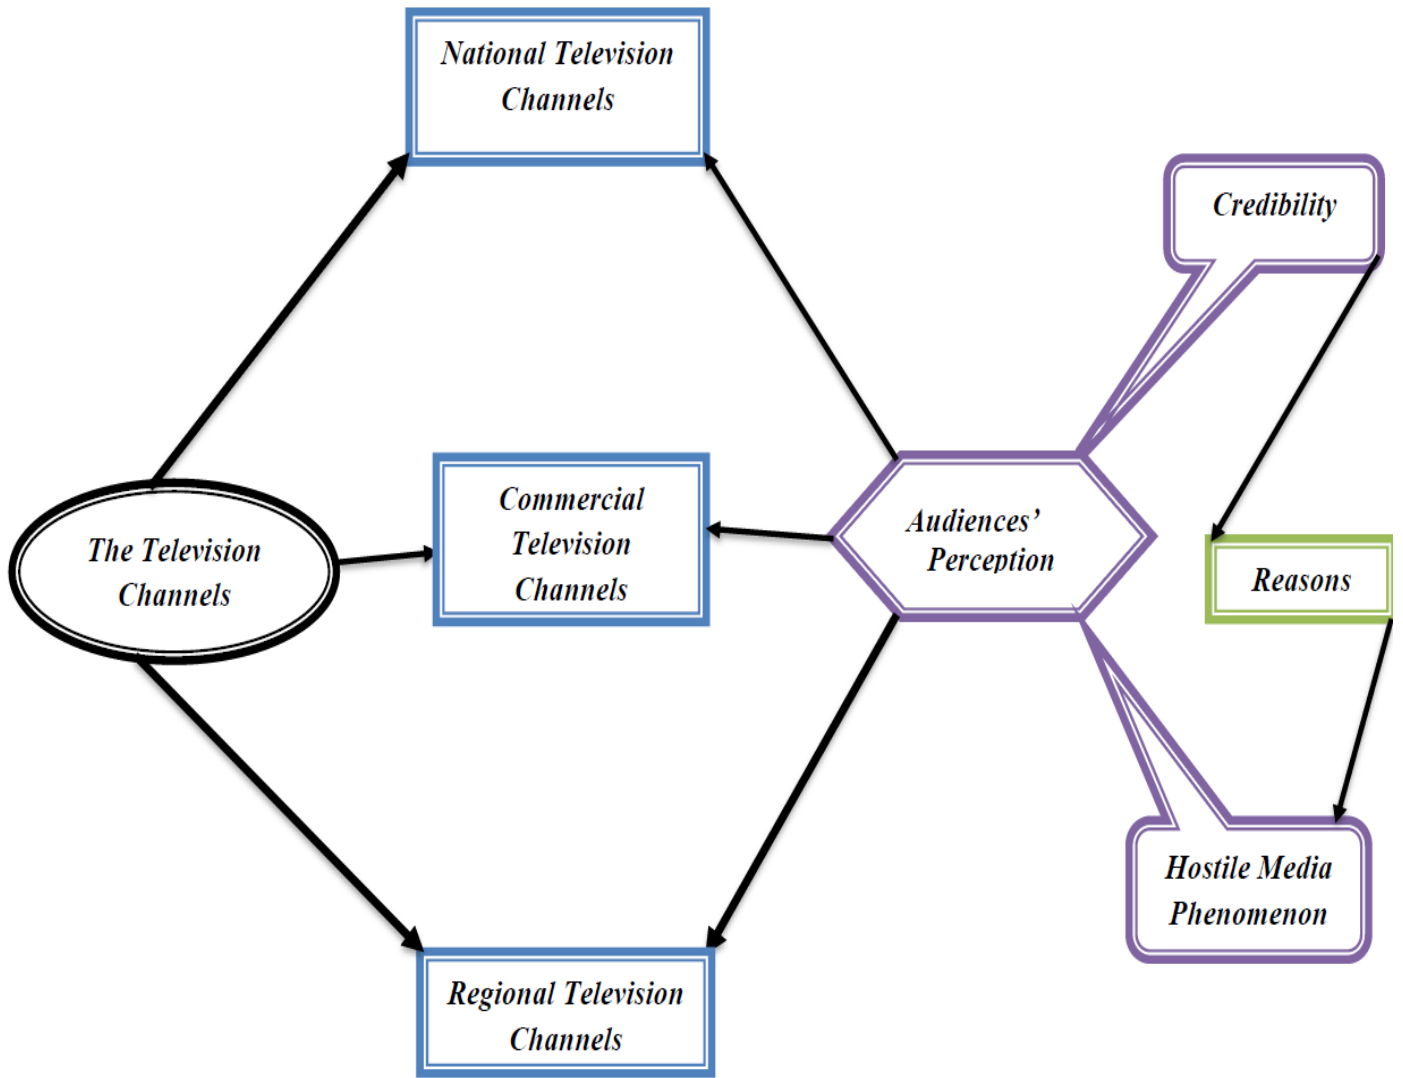 National Television
Channels
Credibility
Commercial
Television
Channels
Audiences’
Perception
The Television
Channels
Reasons
Hostile Media
Phenomenon
Regional Television
Channels